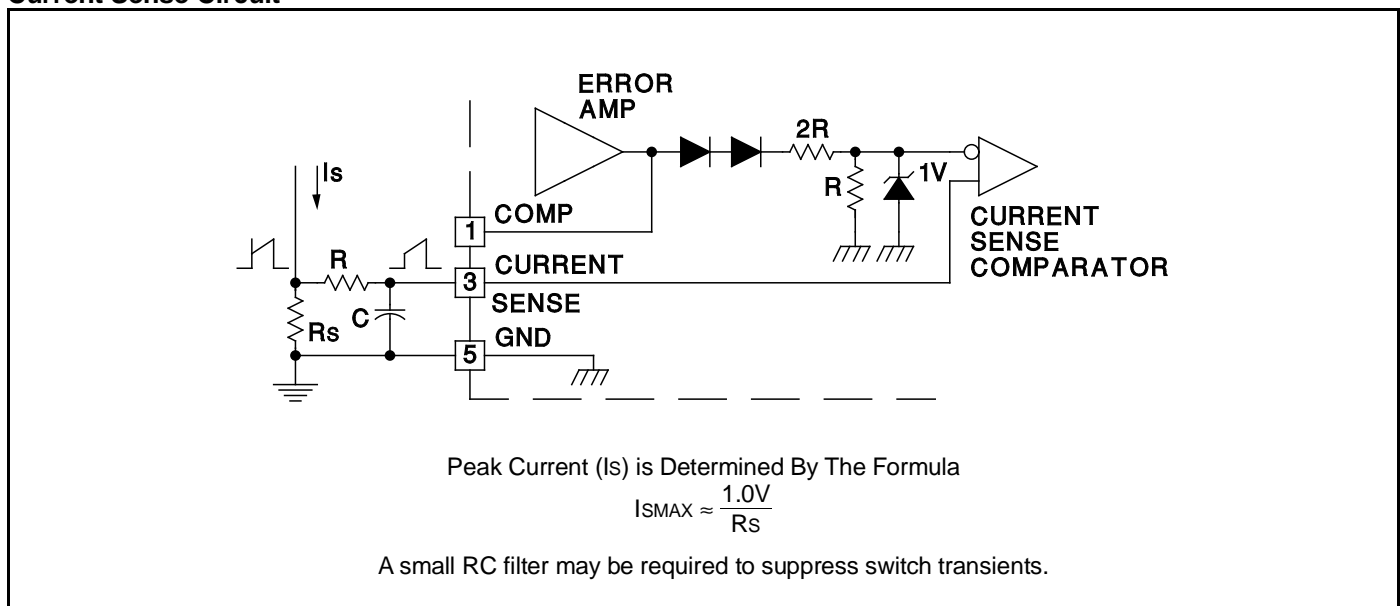 Current Sense Circuit
ERROR
AMP
2R
R
1V
Is
COMP
1
CURRENT
SENSE
COMPARATOR
R
CURRENT
3
SENSE
Rs
C
GND
5
Peak Current (IS) is Determined By The Formula
ISMAX ≈ 1.0V
RS
A small RC filter may be required to suppress switch transients.